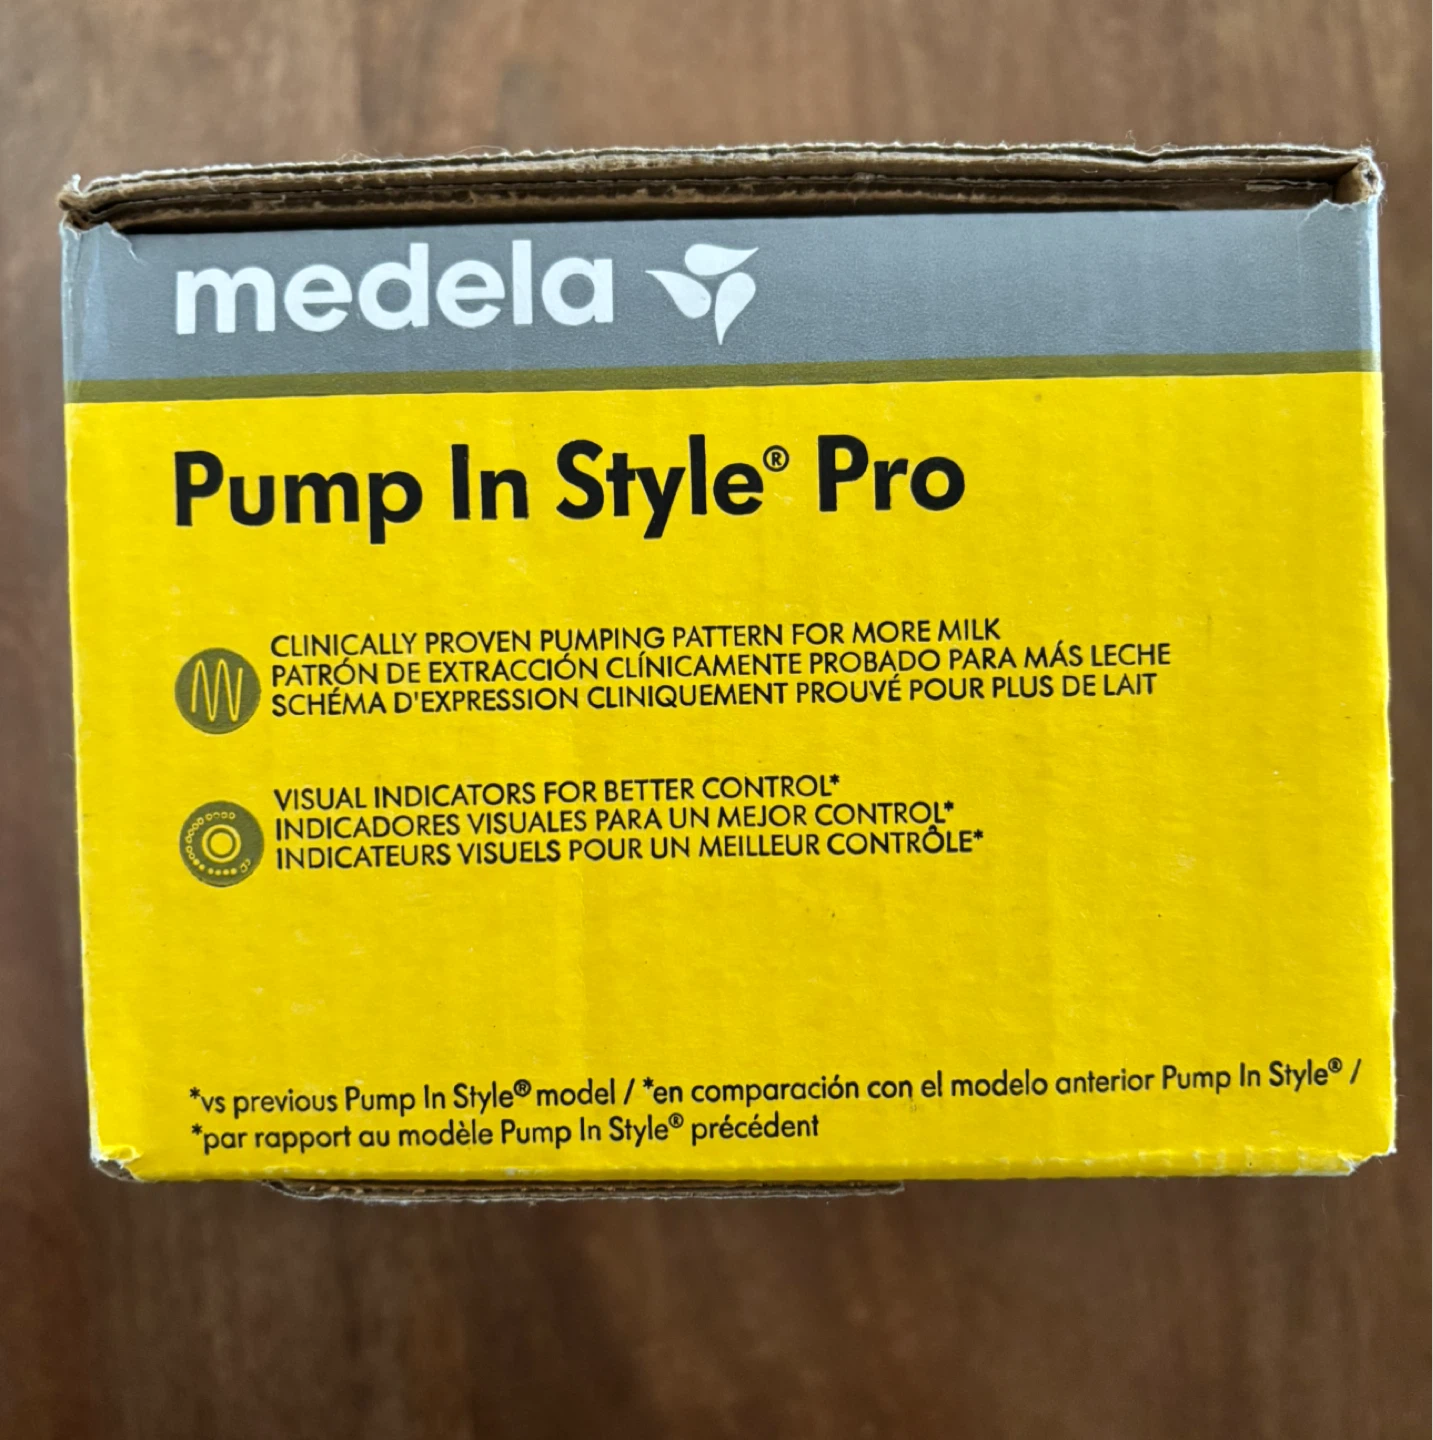 medela
Pump In Style® Pro
CLINICALLY PROVEN PUMPING PATTERN FOR MORE MILK
PATRÓN DE EXTRACCIÓN CLÍNICAMENTE PROBADO PARA MÁS LECHE
SCHÉMA D'EXPRESSION CLINIQUEMENT PROUVÉ POUR PLUS DE LAIT
VISUAL INDICATORS FOR BETTER CONTROL*
INDICADORES VISUALES PARA UN MEJOR CONTROL*
INDICATEURS VISUELS POUR UN MEILLEUR CONTRÔLE*
*vs previous Pump In Style® model / *en comparación con el modelo anterior Pump In Style® /
*par rapport au modèle Pump In Style® précédent